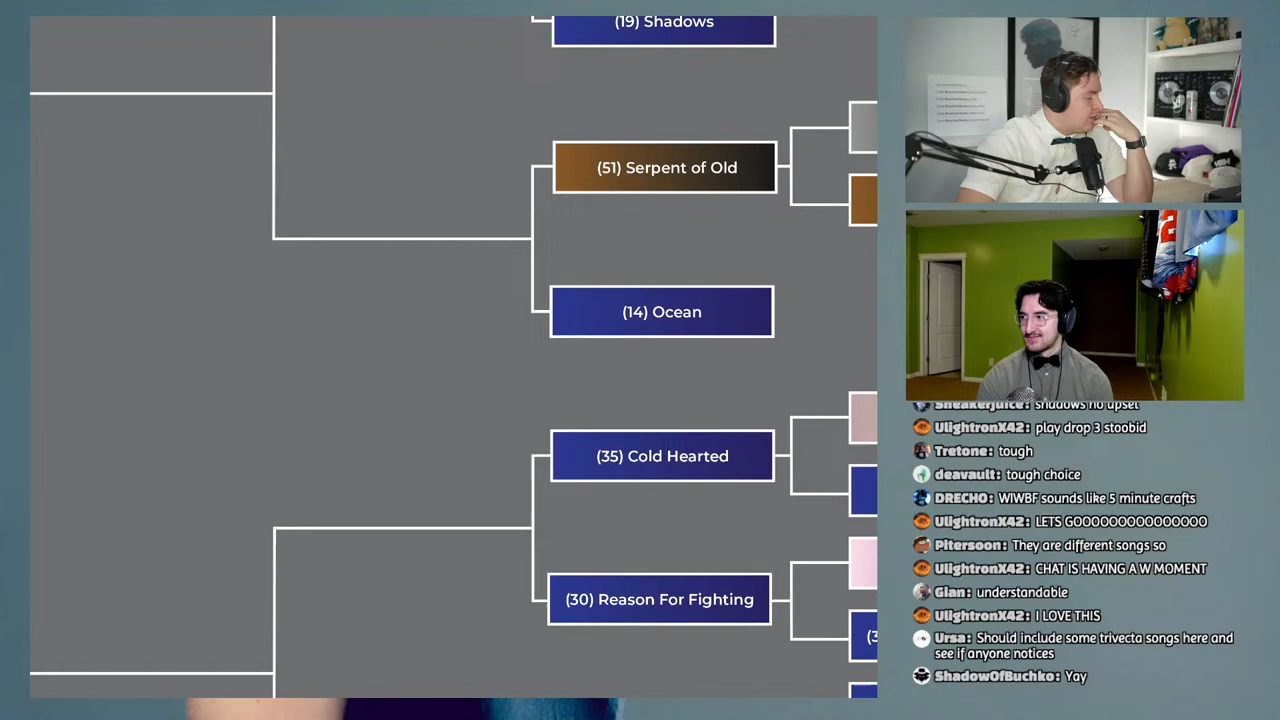 (19) Shadows
(51) Serpent of Old
(14) Ocean
(35) Cold Hearted
(30) Reason For Fighting
(3
Sneakerjuice: shadows no upset
UlightronX42: play drop 3 stoobid
Tretone: tough
deavault: tough choice
DRECHO: WIWBF sounds like 5 minute crafts
UlightronX42: LETS GOOOOOOOOOOOOOOO
Pitersoon: They are different songs so
UlightronX42: CHAT IS HAVING A W MOMENT
Gian: understandable
UlightronX42: I LOVE THIS
Ursa: Should include some trivecta songs here and
see if anyone notices
ShadowOfBuchko: Yay